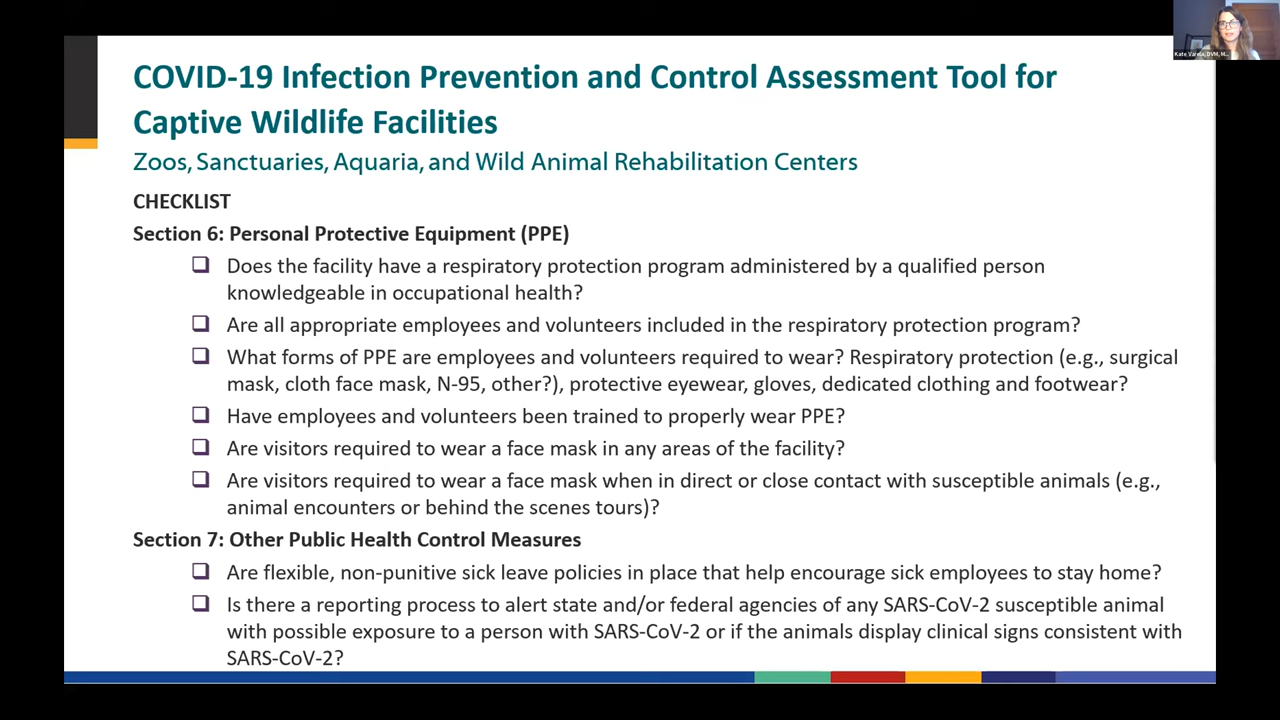 COVID-19 Infection Prevention and Control Assessment Tool for
Captive Wildlife Facilities
Zoos, Sanctuaries, Aquaria, and Wild Animal Rehabilitation Centers
CHECKLIST
Section 6: Personal Protective Equipment (PPE)
❑ Does the facility have a respiratory protection program administered by a qualified person
knowledgeable in occupational health?
❑ Are all appropriate employees and volunteers included in the respiratory protection program?
❑ What forms of PPE are employees and volunteers required to wear? Respiratory protection (e.g., surgical
mask, cloth face mask, N-95, other?), protective eyewear, gloves, dedicated clothing and footwear?
❑ Have employees and volunteers been trained to properly wear PPE?
❑ Are visitors required to wear a face mask in any areas of the facility?
❑ Are visitors required to wear a face mask when in direct or close contact with susceptible animals (e.g.,
animal encounters or behind the scenes tours)?
Section 7: Other Public Health Control Measures
❑ Are flexible, non-punitive sick leave policies in place that help encourage sick employees to stay home?
❑ Is there a reporting process to alert state and/or federal agencies of any SARS-CoV-2 susceptible animal
with possible exposure to a person with SARS-CoV-2 or if the animals display clinical signs consistent with
SARS-CoV-2?
Kate Varela, DVM, M...